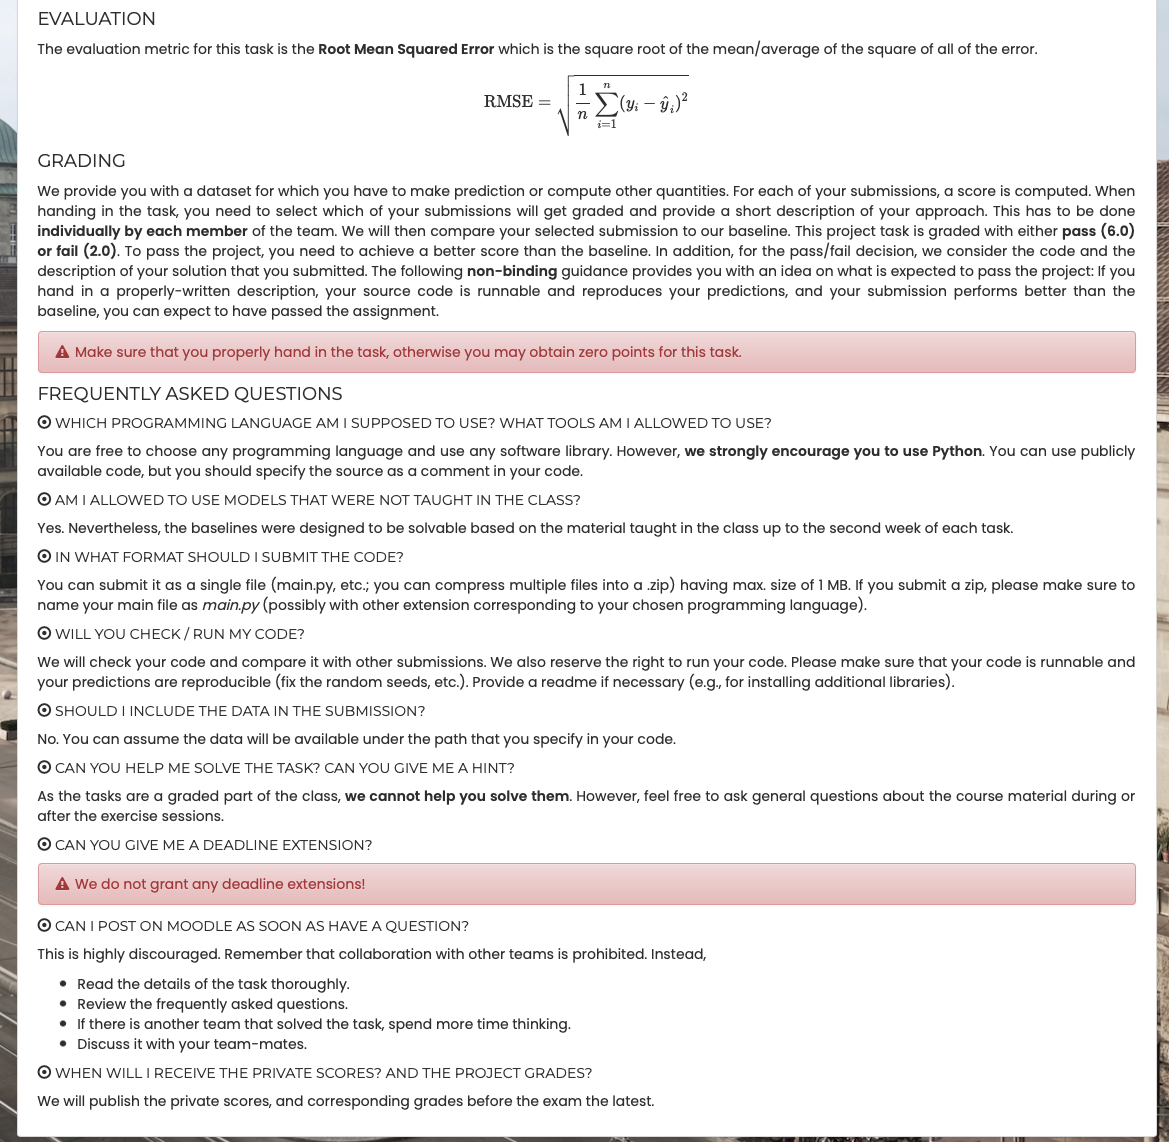 EVALUATION
The evaluation metric for this task is the Root Mean Squared Error which is the square root of the mean/average of the square of all of the error.
RMSE = √(1/n ∑_{i=1}^{n} (y_i − ŷ_i)²)
GRADING
We provide you with a dataset for which you have to make prediction or compute other quantities. For each of your submissions, a score is computed. When
handing in the task, you need to select which of your submissions will get graded and provide a short description of your approach. This has to be done
individually by each member of the team. We will then compare your selected submission to our baseline. This project task is graded with either pass (6.0)
or fail (2.0). To pass the project, you need to achieve a better score than the baseline. In addition, for the pass/fail decision, we consider the code and the
description of your solution that you submitted. The following non-binding guidance provides you with an idea on what is expected to pass the project: If you
hand in a properly-written description, your source code is runnable and reproduces your predictions, and your submission performs better than the
baseline, you can expect to have passed the assignment.
Make sure that you properly hand in the task, otherwise you may obtain zero points for this task.
FREQUENTLY ASKED QUESTIONS
WHICH PROGRAMMING LANGUAGE AM I SUPPOSED TO USE? WHAT TOOLS AM I ALLOWED TO USE?
You are free to choose any programming language and use any software library. However, we strongly encourage you to use Python. You can use publicly
available code, but you should specify the source as a comment in your code.
AM I ALLOWED TO USE MODELS THAT WERE NOT TAUGHT IN THE CLASS?
Yes. Nevertheless, the baselines were designed to be solvable based on the material taught in the class up to the second week of each task.
IN WHAT FORMAT SHOULD I SUBMIT THE CODE?
You can submit it as a single file (main.py, etc.; you can compress multiple files into a .zip) having max. size of 1 MB. If you submit a zip, please make sure to
name your main file as main.py (possibly with other extension corresponding to your chosen programming language).
WILL YOU CHECK / RUN MY CODE?
We will check your code and compare it with other submissions. We also reserve the right to run your code. Please make sure that your code is runnable and
your predictions are reproducible (fix the random seeds, etc.). Provide a readme if necessary (e.g., for installing additional libraries).
SHOULD I INCLUDE THE DATA IN THE SUBMISSION?
No. You can assume the data will be available under the path that you specify in your code.
CAN YOU HELP ME SOLVE THE TASK? CAN YOU GIVE ME A HINT?
As the tasks are a graded part of the class, we cannot help you solve them. However, feel free to ask general questions about the course material during or
after the exercise sessions.
CAN YOU GIVE ME A DEADLINE EXTENSION?
We do not grant any deadline extensions!
CAN I POST ON MOODLE AS SOON AS HAVE A QUESTION?
This is highly discouraged. Remember that collaboration with other teams is prohibited. Instead,
• Read the details of the task thoroughly.
• Review the frequently asked questions.
• If there is another team that solved the task, spend more time thinking.
• Discuss it with your team-mates.
WHEN WILL I RECEIVE THE PRIVATE SCORES? AND THE PROJECT GRADES?
We will publish the private scores, and corresponding grades before the exam the latest.